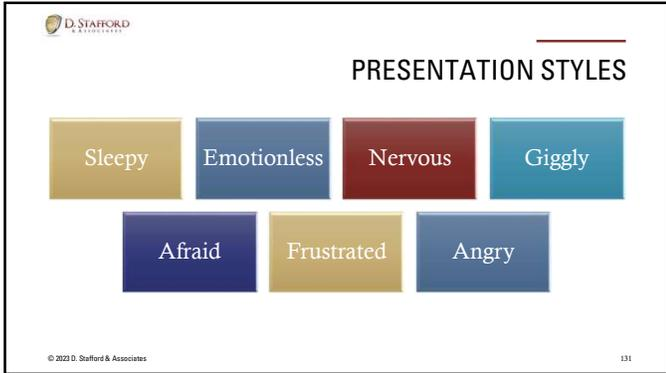 D. STAFFORD
& ASSOCIATES
PRESENTATION STYLES
Sleepy
Emotionless
Nervous
Giggly
Afraid
Frustrated
Angry
© 2023 D. Stafford & Associates
131